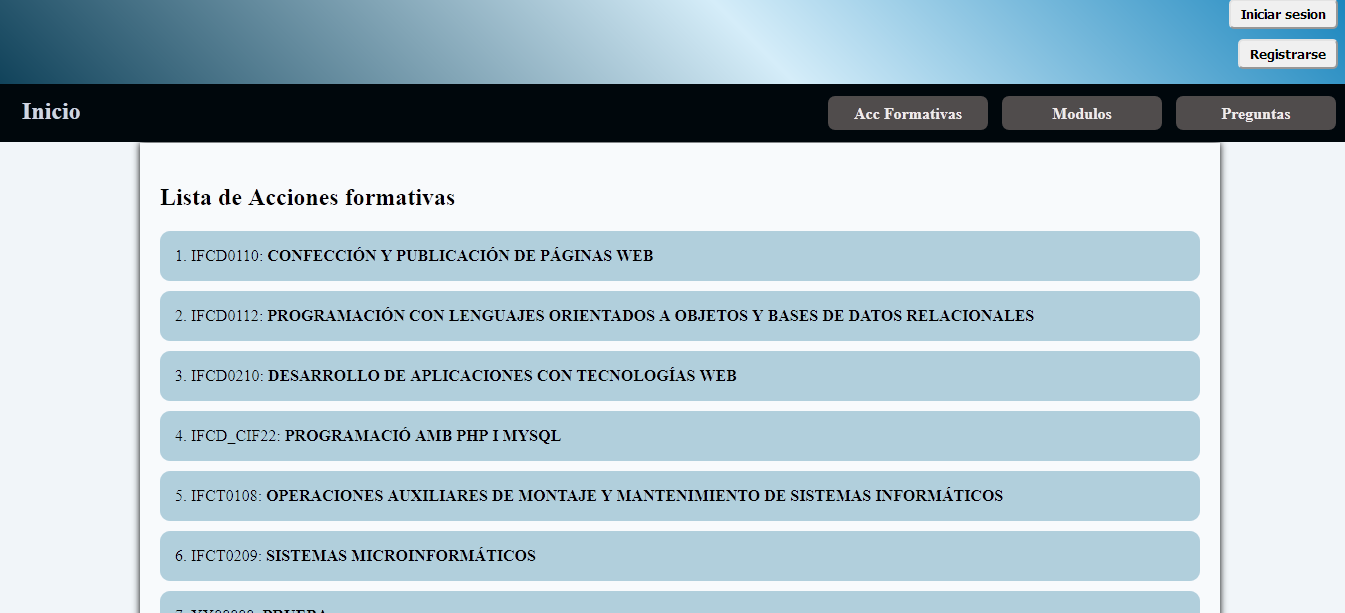 Iniciar sesion
Registrarse
Inicio
Acc Formativas
Modulos
Preguntas
Lista de Acciones formativas
1. IFCD0110: CONFECCIÓN Y PUBLICACIÓN DE PÁGINAS WEB
2. IFCD0112: PROGRAMACIÓN CON LENGUAJES ORIENTADOS A OBJETOS Y BASES DE DATOS RELACIONALES
3. IFCD0210: DESARROLLO DE APLICACIONES CON TECNOLOGÍAS WEB
4. IFCD_CIF22: PROGRAMACIÓ AMB PHP I MYSQL
5. IFCT0108: OPERACIONES AUXILIARES DE MONTAJE Y MANTENIMIENTO DE SISTEMAS INFORMÁTICOS
6. IFCT0209: SISTEMAS MICROINFORMÁTICOS
PRUEBA